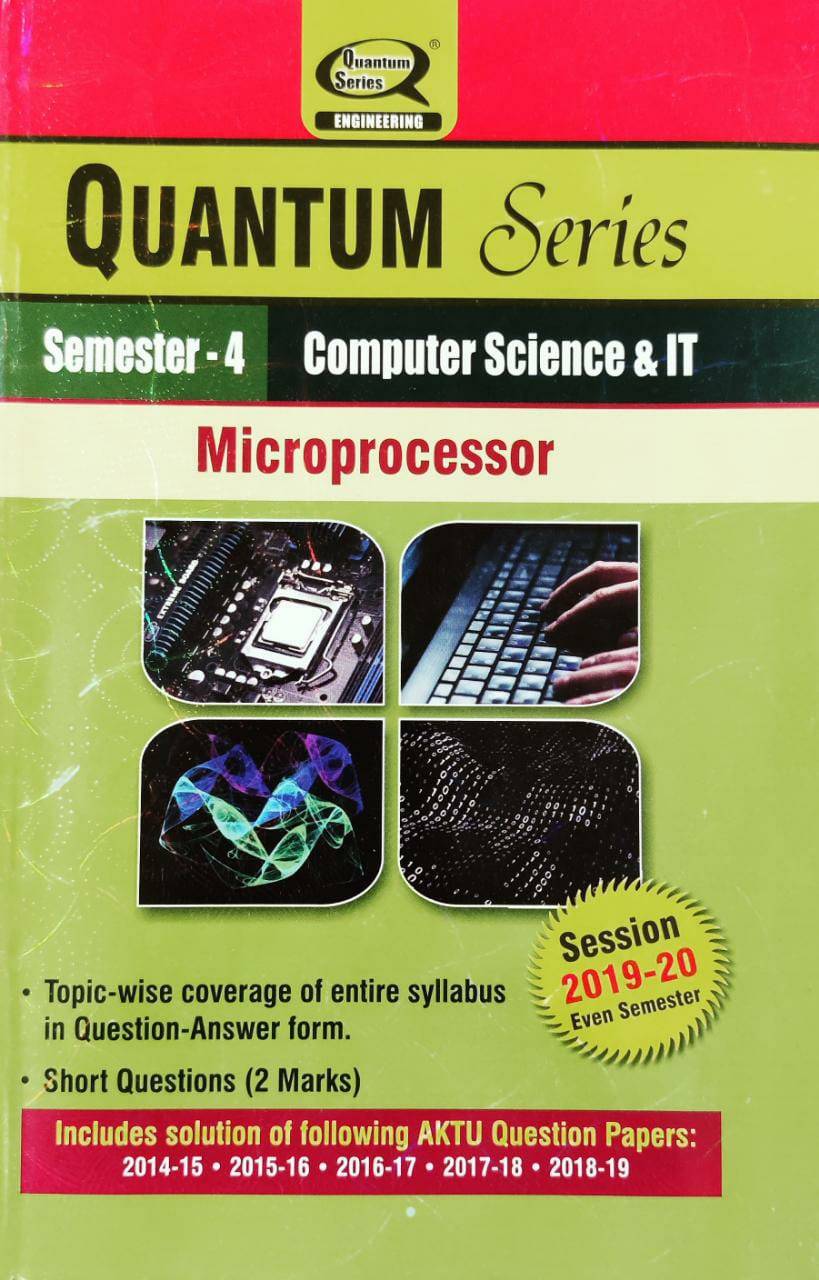 Quantum
Series
®
ENGINEERING
QUANTUM Series
Semester - 4 Computer Science & IT
Microprocessor
Session
2019-20
Even Semester
• Topic-wise coverage of entire syllabus
in Question-Answer form.
• Short Questions (2 Marks)
Includes solution of following AKTU Question Papers:
2014-15 • 2015-16 • 2016-17 • 2017-18 • 2018-19